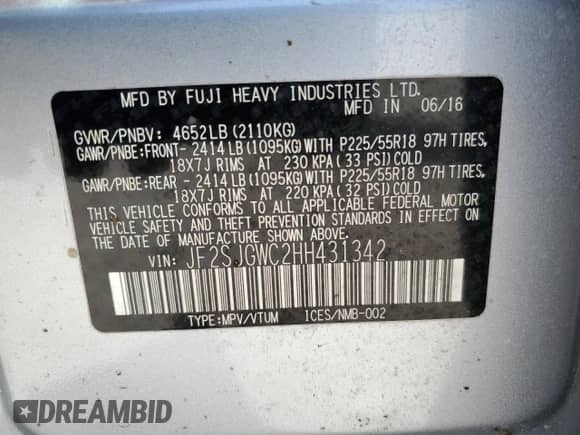 MFD BY FUJI HEAVY INDUSTRIES LTD.
MFD IN 06/16
GVWR/PNBV: 4652LB(2110KG)
GAWR/PNBE:FRONT- 2414LB(1095KG)WITH P225/55R18 97H TIRES,
18X7J RIMS AT 230 KPA(33 PSI)COLD
GAWR/PNBE:REAR - 2414LB(1095KG)WITH P225/55R18 97H TIRES,
18X7J RIMS AT 220 KPA(32 PSI)COLD
THIS VEHICLE CONFORMS TO ALL APPLICABLE FEDERAL MOTOR
VEHICLE SAFETY AND THEFT PREVENTION STANDARDS IN EFFECT ON
THE DATE OF MANUFACTURE SHOWN ABOVE.
VIN: JF2SJGWC2HH431342
TYPE:MPV/VTUM ICES/NMB-002
DREAMBID